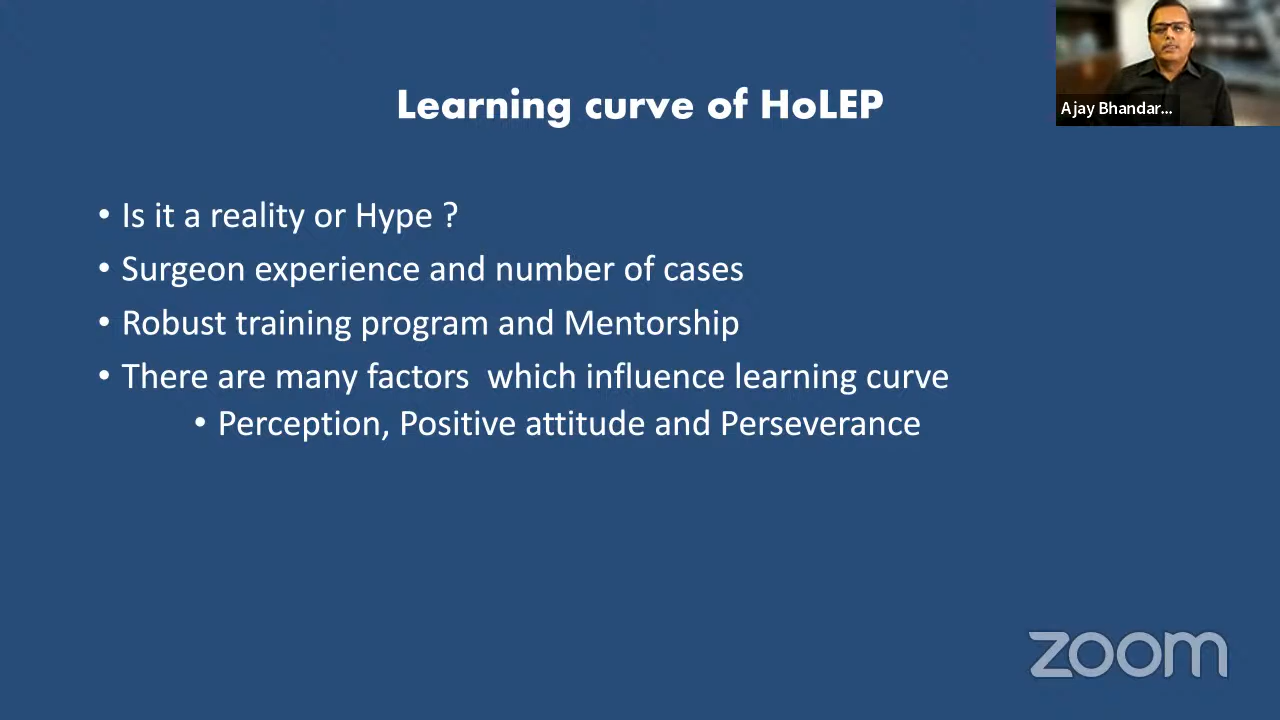 Learning curve of HoLEP
Ajay Bhandar...
• Is it a reality or Hype ?
• Surgeon experience and number of cases
• Robust training program and Mentorship
• There are many factors  which influence learning curve
• Perception, Positive attitude and Perseverance
zoom